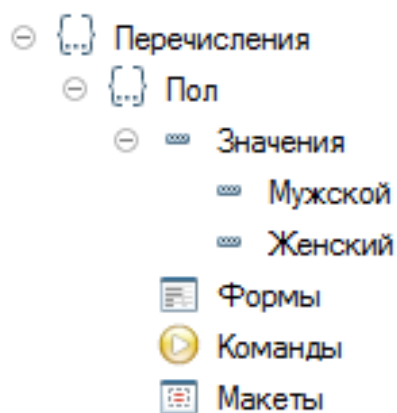 Перечисления
Пол
Значения
Мужской
Женский
Формы
Команды
Макеты